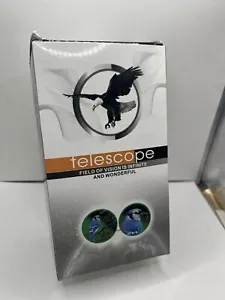 telescope
FIELD OF VISION IS INFINITE
AND WONDERFUL